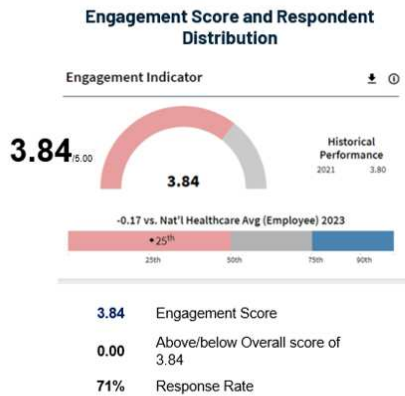 Engagement Score and Respondent
Distribution
Engagement Indicator
3.84/5.00
3.84
Historical
Performance
2021 3.80
-0.17 vs. Nat'l Healthcare Avg (Employee) 2023
•25th
25th 50th 75th 90th
3.84 Engagement Score
0.00 Above/below Overall score of
3.84
71% Response Rate